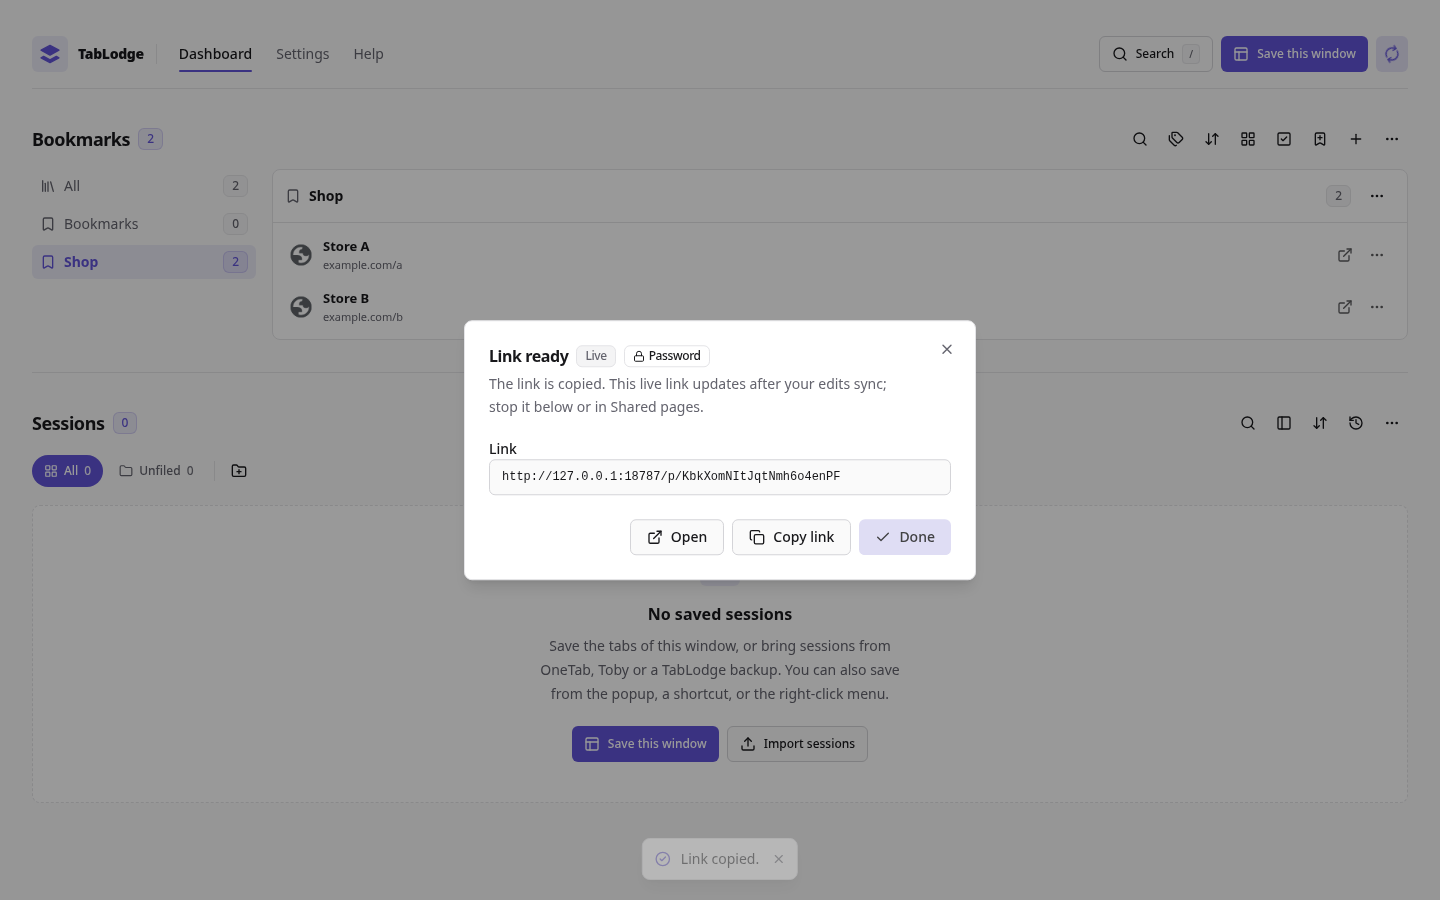 TabLodge
Dashboard
Settings
Help
Search /
Save this window
Bookmarks 2
All 2
Bookmarks 0
Shop 2
Shop 2
Store A
example.com/a
Store B
example.com/b
Link ready Live Password
The link is copied. This live link updates after your edits sync;
stop it below or in Shared pages.
Link
http://127.0.0.1:18787/p/KbkXomNItJqtNmh6o4enPF
Open
Copy link
Done
Sessions 0
All 0
Unfiled 0
No saved sessions
Save the tabs of this window, or bring sessions from
OneTab, Toby or a TabLodge backup. You can also save
from the popup, a shortcut, or the right-click menu.
Save this window
Import sessions
Link copied.